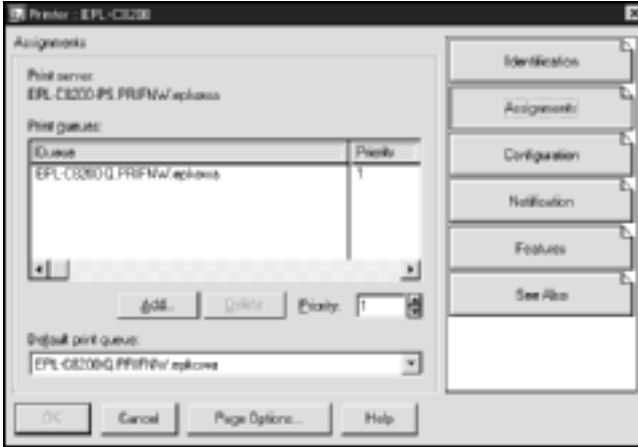 Printer : EPL-C8200
Assignments
Print server:
EPL-C8200-PS.PRIFNW.epkowa
Print queues:
Queue Priority
EPL-C8200-Q.PRIFNW.epkowa 1
Add... Delete Priority: 1
Default print queue:
EPL-C8200-Q.PRIFNW.epkowa
OK Cancel Page Options... Help
Identification
Assignments
Configuration
Notification
Features
See Also